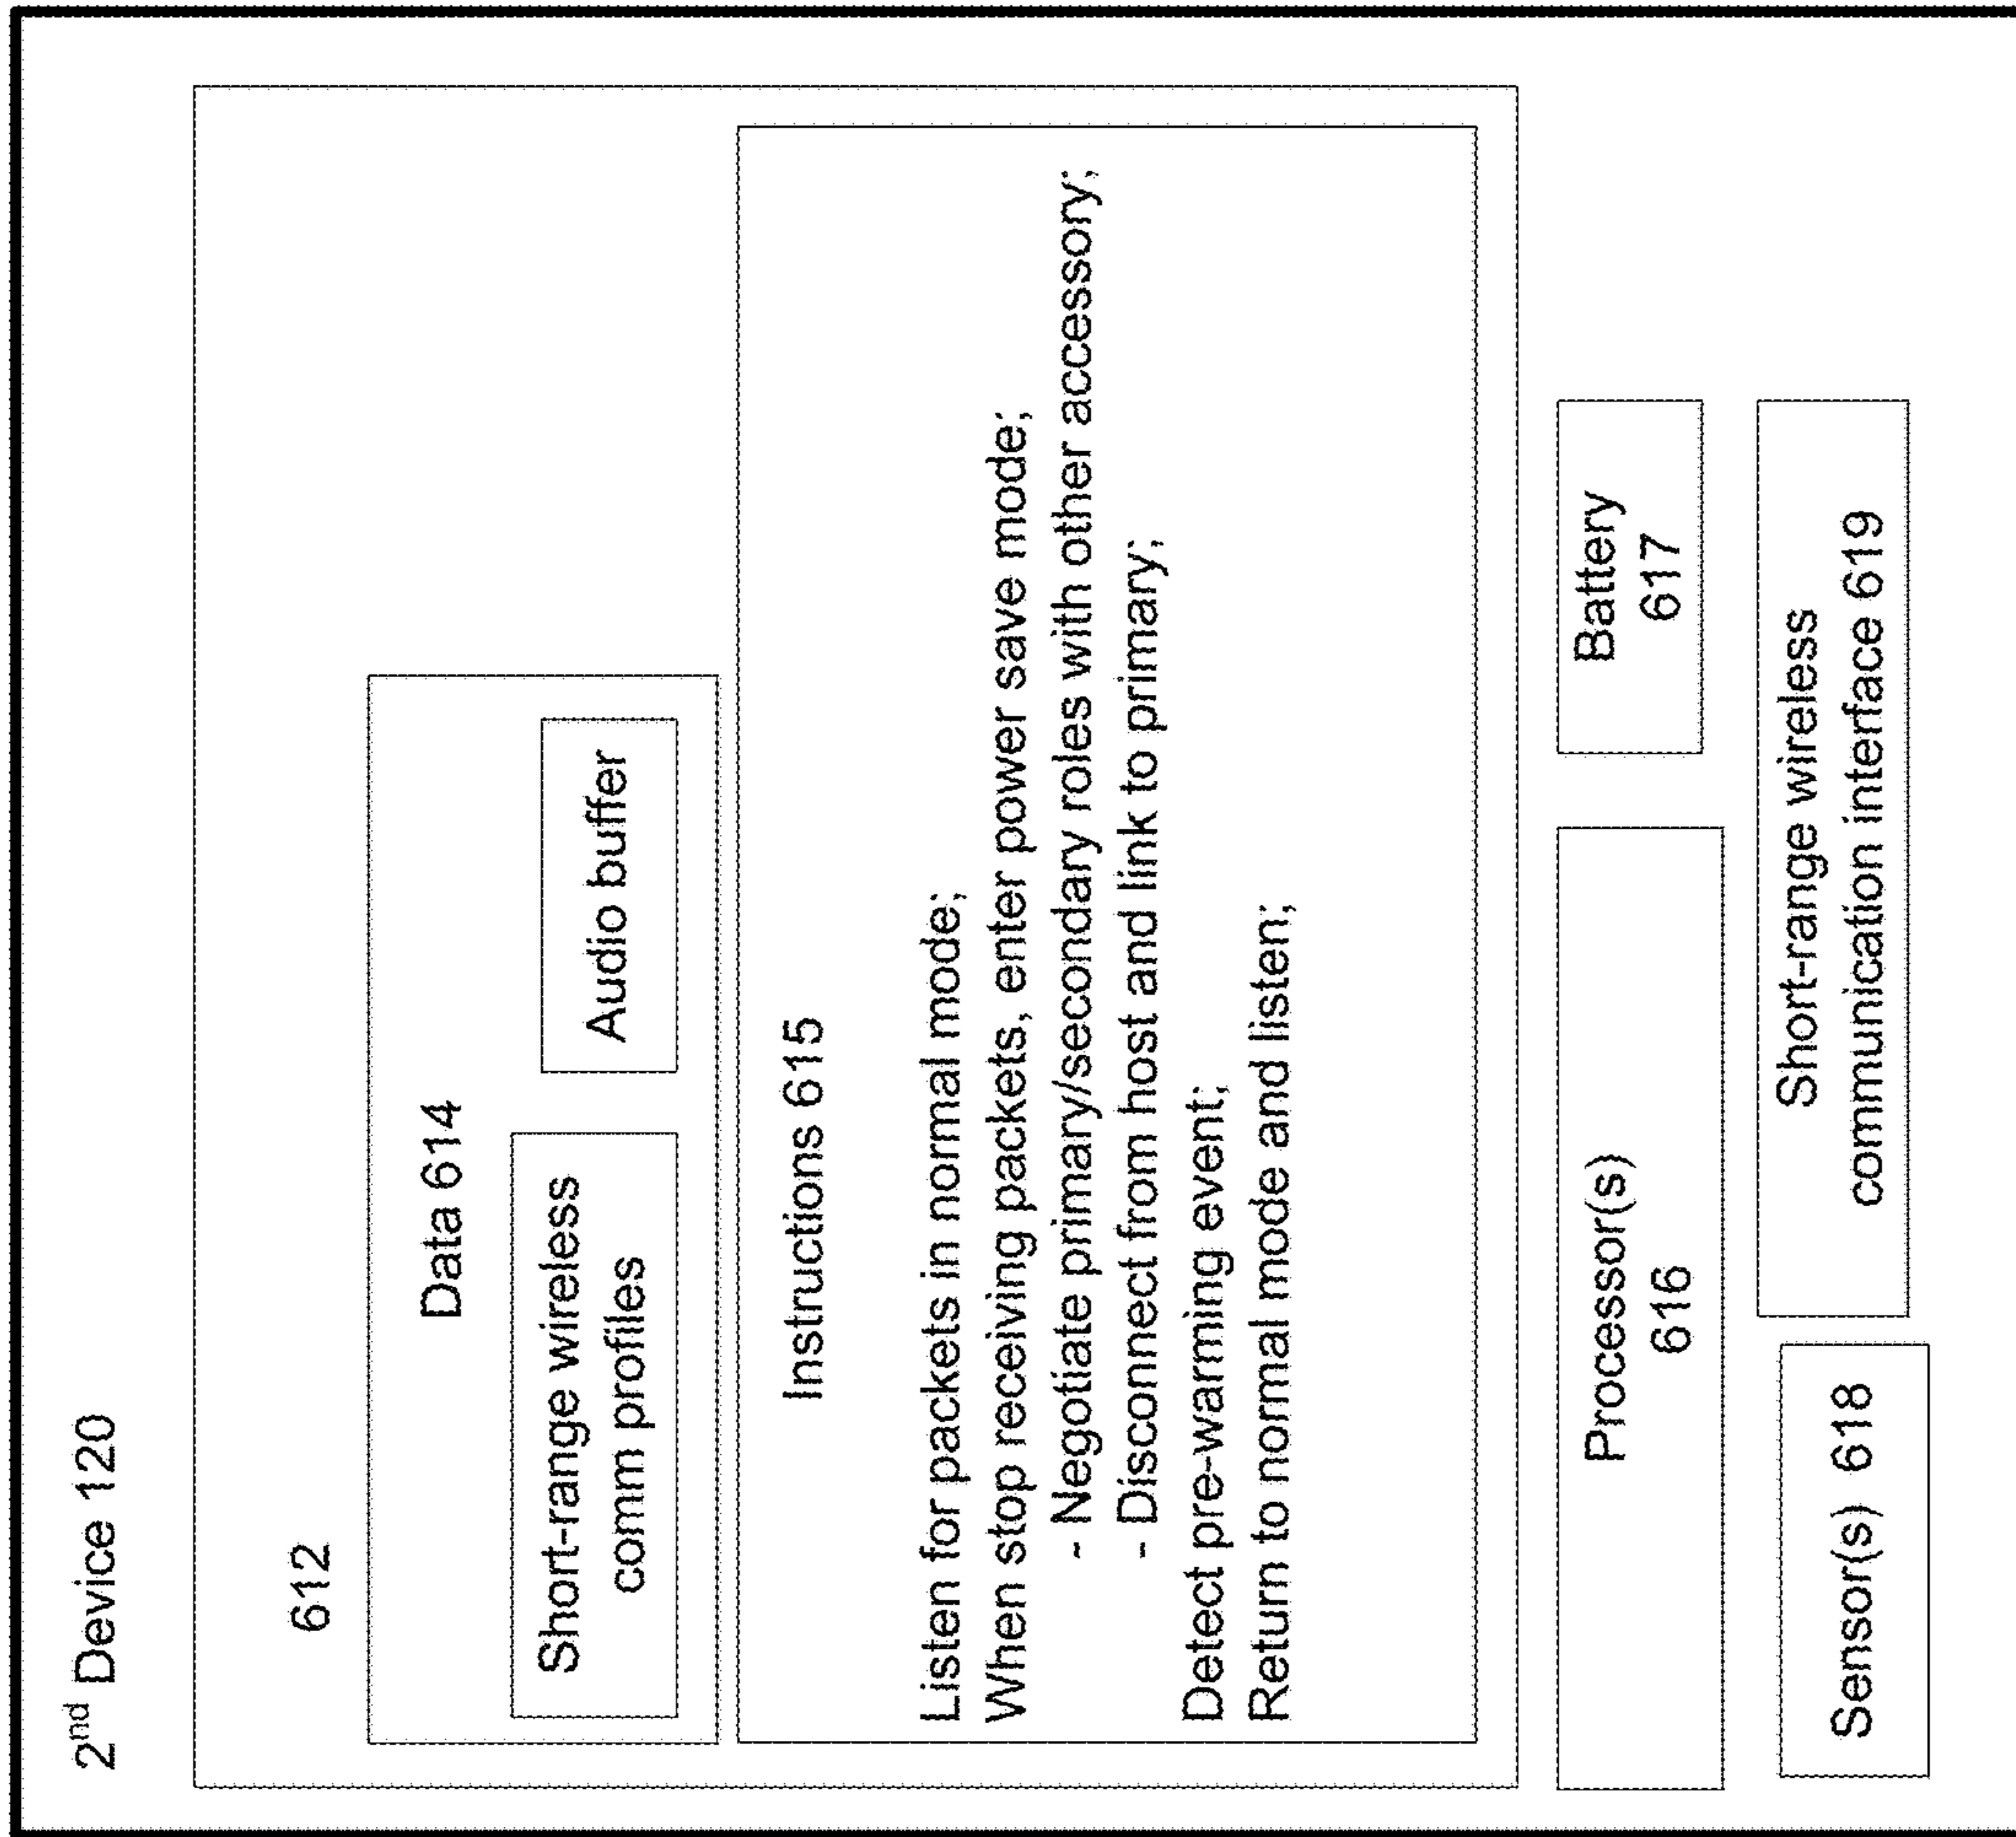 2nd Device 120
612
Data 614
Short-range wireless
comm profiles
Audio buffer
Instructions 615
Listen for packets in normal mode;
When stop receiving packets, enter power save mode;
- Negotiate primary/secondary roles with other accessory;
- Disconnect from host and link to primary;
Detect pre-warming event;
Return to normal mode and listen;
Processor(s)
616
Battery
617
Sensor(s) 618
Short-range wireless
communication interface 619